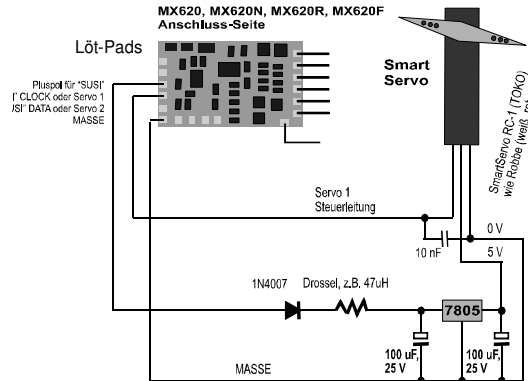 MX620, MX620N, MX620R, MX620F
Anschluss-Seite
Löt-Pads
Pluspol für "SUSI"
I" CLOCK oder Servo 1
/SI" DATA oder Servo 2
MASSE
Smart
Servo
SmartServo RC-1 (TOKO)
wie Robbe (weiß,
Servo 1
Steuerleitung
0 V
10 nF
5 V
1N4007
Drossel, z.B. 47uH
7805
100 uF,
25 V
100 uF,
25 V
MASSE